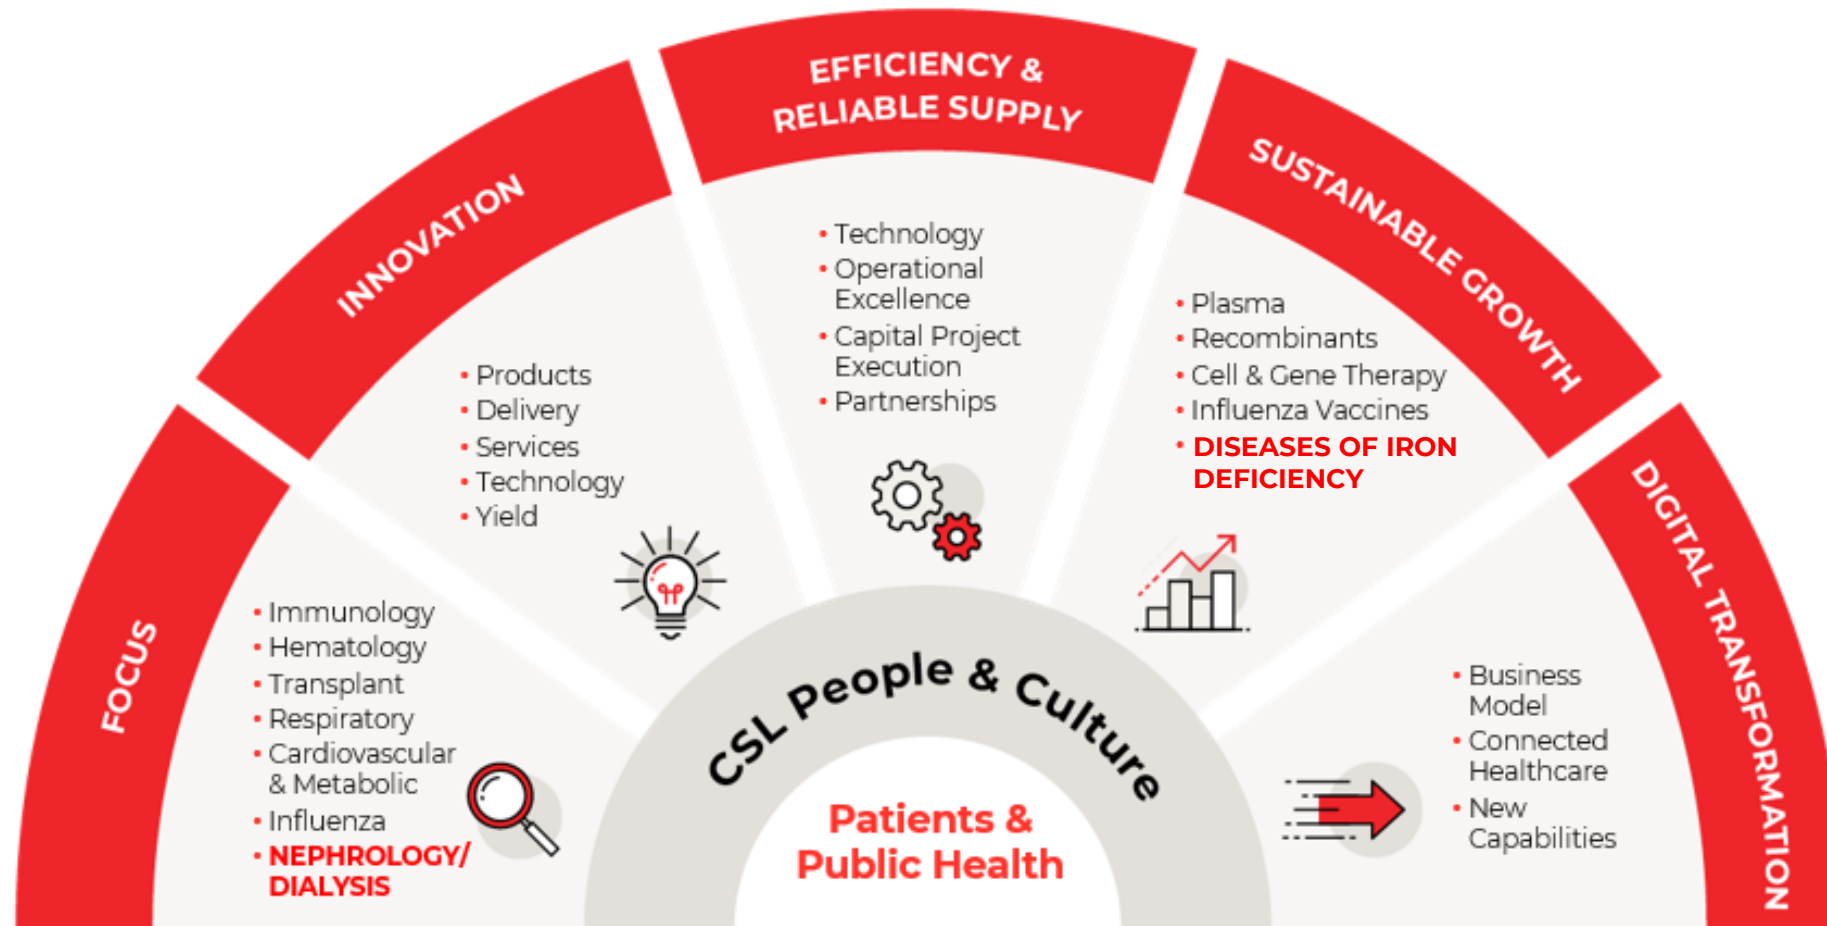 FOCUS
• Immunology
• Hematology
• Transplant
• Respiratory
• Cardiovascular
& Metabolic
• Influenza
• NEPHROLOGY/
DIALYSIS
INNOVATION
• Products
• Delivery
• Services
• Technology
• Yield
EFFICIENCY &
RELIABLE SUPPLY
• Technology
• Operational
Excellence
• Capital Project
Execution
• Partnerships
SUSTAINABLE GROWTH
• Plasma
• Recombinants
• Cell & Gene Therapy
• Influenza Vaccines
• DISEASES OF IRON
DEFICIENCY
DIGITAL TRANSFORMATION
• Business
Model
• Connected
Healthcare
• New
Capabilities
CSL People & Culture
Patients &
Public Health